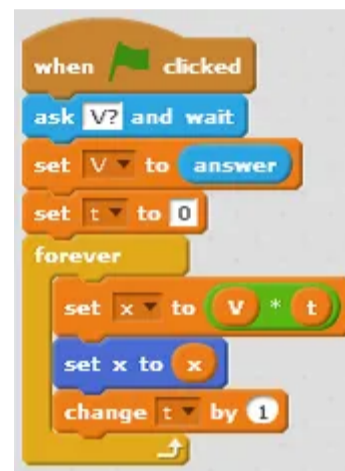 when clicked
ask V? and wait
set V to answer
set t to 0
forever
set x to V * t
set x to x
change t by 1